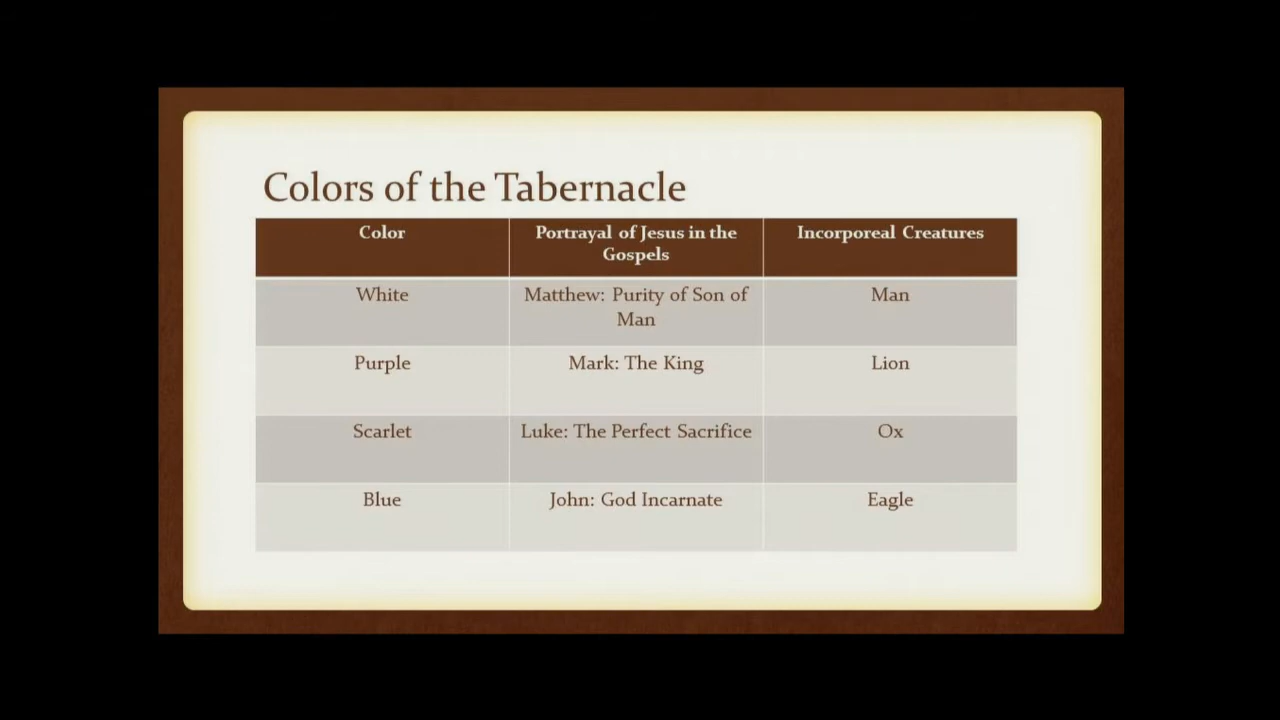 Colors of the Tabernacle
Color
Portrayal of Jesus in the
Gospels
Incorporeal Creatures
White
Matthew: Purity of Son of
Man
Man
Purple
Mark: The King
Lion
Scarlet
Luke: The Perfect Sacrifice
Ox
Blue
John: God Incarnate
Eagle